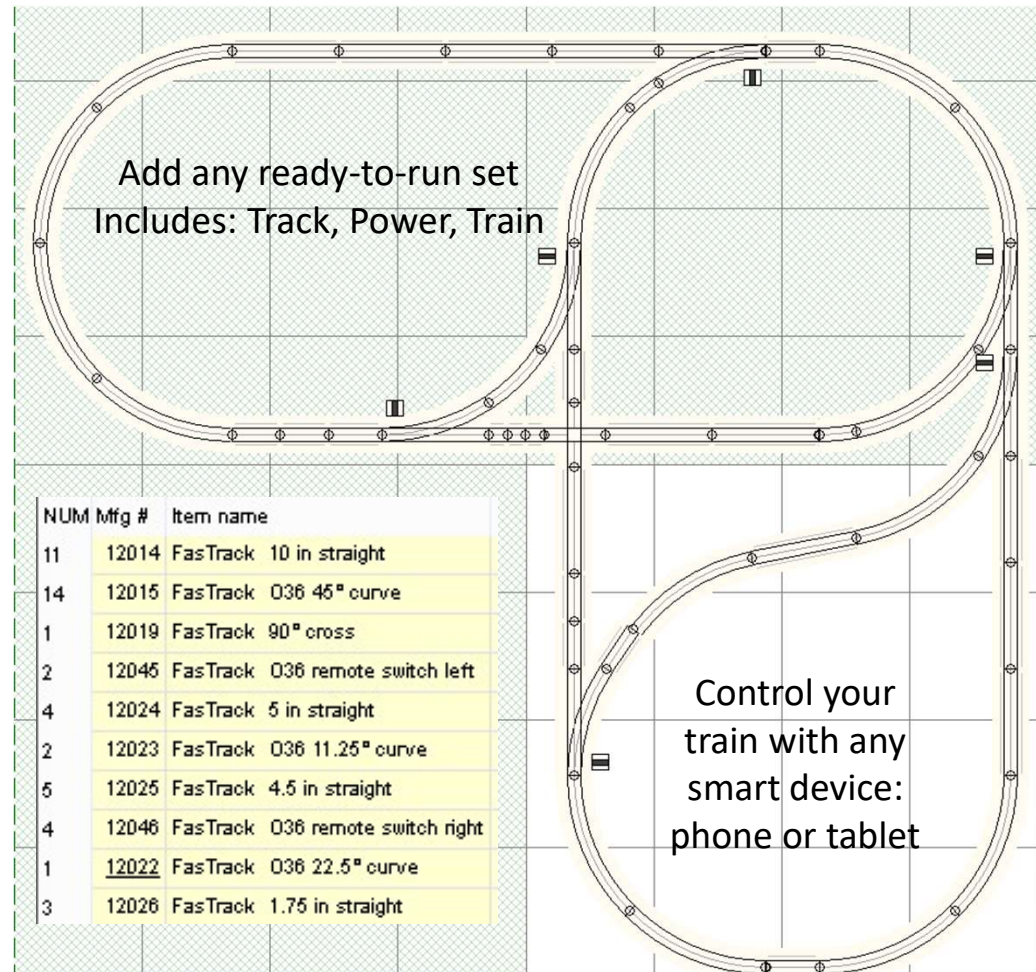 Add any ready-to-run set
Includes: Track, Power, Train
NUM Mfg # Item name
11 12014 FasTrack 10 in straight
14 12015 FasTrack O36 45° curve
1 12019 FasTrack 90° cross
2 12045 FasTrack O36 remote switch left
4 12024 FasTrack 5 in straight
2 12023 FasTrack O36 11.25° curve
5 12025 FasTrack 4.5 in straight
4 12046 FasTrack O36 remote switch right
1 12022 FasTrack O36 22.5° curve
3 12026 FasTrack 1.75 in straight
Control your
train with any
smart device:
phone or tablet